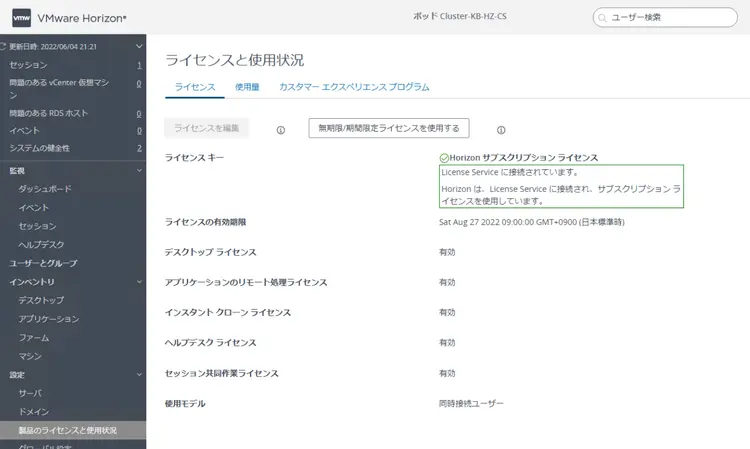 vmw VMware Horizon®
ポッド Cluster-KB-HZ-CS
ユーザー検索
更新日時: 2022/06/04 21:21
セッション 1
問題のある vCenter 仮想マシ
ン 0
問題のある RDS ホスト 0
イベント 0
システムの健全性 2
監視
ダッシュボード
イベント
セッション
ヘルプデスク
ユーザーとグループ
インベントリ
デスクトップ
アプリケーション
ファーム
マシン
設定
サーバ
ドメイン
製品のライセンスと使用状況
グローバル設定
ライセンスと使用状況
ライセンス 使用量 カスタマー エクスペリエンス プログラム
ライセンスを編集 無期限/期間限定ライセンスを使用する
ライセンス キー
Horizon サブスクリプション ライセンス
License Service に接続されています。
Horizon は、License Service に接続され、サブスクリプション ラ
イセンスを使用しています。
ライセンスの有効期限 Sat Aug 27 2022 09:00:00 GMT+0900 (日本標準時)
デスクトップ ライセンス 有効
アプリケーションのリモート処理ライセンス 有効
インスタント クローン ライセンス 有効
ヘルプデスク ライセンス 有効
セッション共同作業ライセンス 有効
使用モデル 同時接続ユーザー